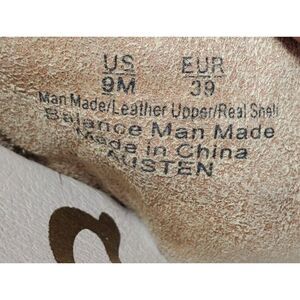 US EUR
9M 39
Man Made/Leather Upper/Real Shell
Balance Man Made
Made in China
AUSTEN